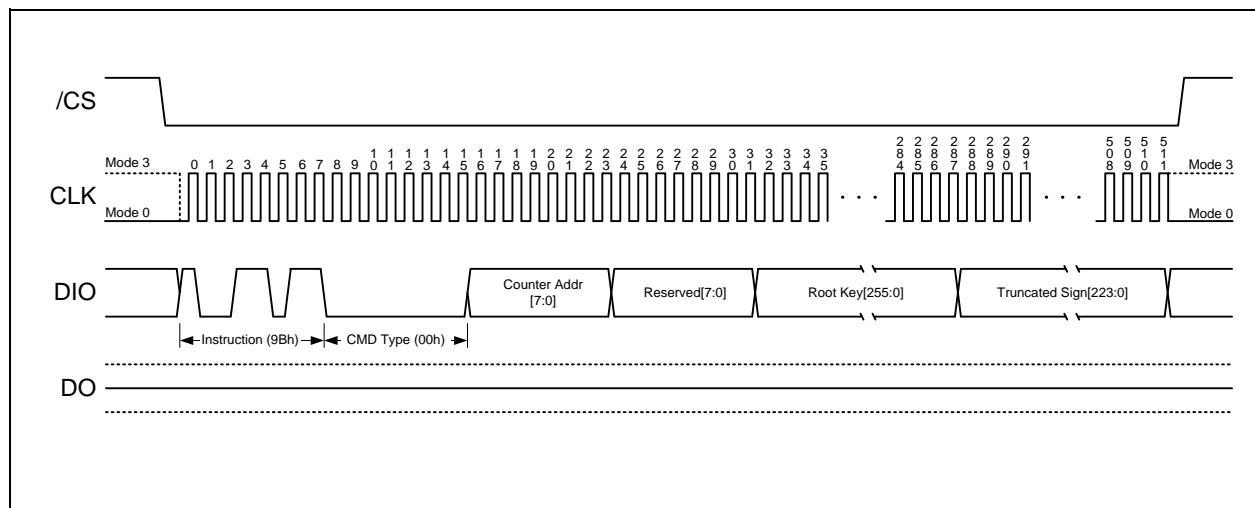 /CS
Mode 3
CLK
Mode 0
0 1 2 3 4 5 6 7 8 9 10 11 12 13 14 15 16 17 18 19 20 21 22 23 24 25 26 27 28 29 30 31 32 33 34 35
. . .
284 285 286 287 288 289 290 291
. . .
508 509 510 511
Mode 3
Mode 0
DIO
Counter Addr
[7:0]
Reserved[7:0]
Root Key[255:0]
Truncated Sign[223:0]
Instruction (9Bh)
CMD Type (00h)
DO